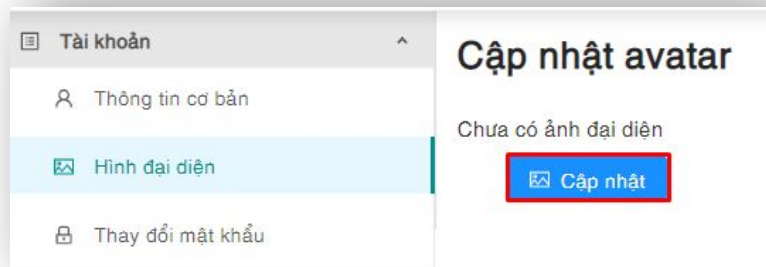 Tài khoản
Thông tin cơ bản
Hình đại diện
Thay đổi mật khẩu
Cập nhật avatar
Chưa có ảnh đại diện
Cập nhật